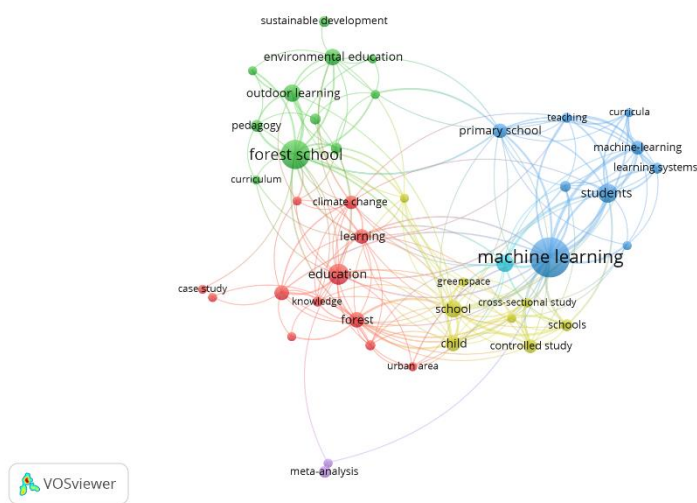 sustainable development
environmental education
outdoor learning
pedagogy
forest school
curriculum
curricula
teaching
primary school
machine-learning
learning systems
students
climate change
learning
machine learning
education
greenspace
case study
knowledge
cross-sectional study
school
forest
schools
child
controlled study
urban area
meta-analysis
VOSviewer